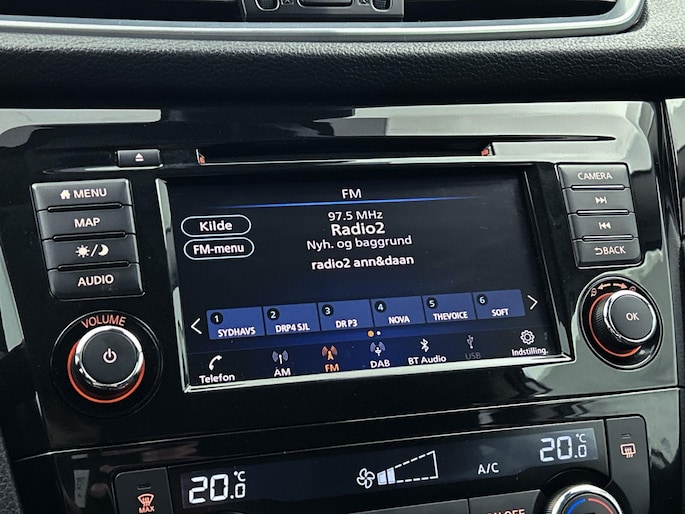 MENU
MAP
AUDIO
VOLUME
FM
97.5 MHz
Radio2
Nyh. og baggrund
radio2 ann&daan
Kilde
FM-menu
1 SYDHAVS
2 DRP4 SJL
3 DR P3
4 NOVA
5 THEVOICE
6 SOFT
Telefon
AM
FM
DAB
BT Audio
USB
Indstilling.
CAMERA
BACK
OK
20.0 °C
A/C
20.0 °C
MAX
ON·OFF